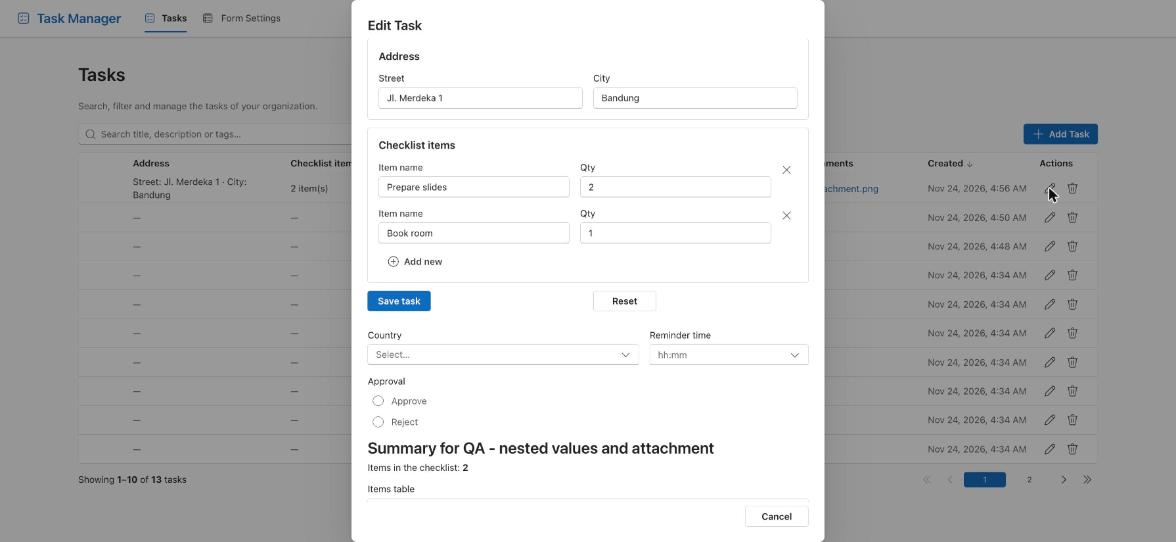 Task Manager
Tasks
Form Settings
Tasks
Search, filter and manage the tasks of your organization.
Search title, description or tags...
Add Task
Address
Checklist item
Created ↓
Actions
Street: Jl. Merdeka 1 · City:
Bandung
2 item(s)
Nov 24, 2026, 4:56 AM
—
—
Nov 24, 2026, 4:50 AM
—
—
Nov 24, 2026, 4:48 AM
—
—
Nov 24, 2026, 4:34 AM
—
—
Nov 24, 2026, 4:34 AM
—
—
Nov 24, 2026, 4:34 AM
—
—
Nov 24, 2026, 4:34 AM
—
—
Nov 24, 2026, 4:34 AM
—
—
Nov 24, 2026, 4:34 AM
—
—
Nov 24, 2026, 4:34 AM
Showing 1–10 of 13 tasks
1
2
Edit Task
Address
Street
City
Jl. Merdeka 1
Bandung
Checklist items
Item name
Qty
Prepare slides
2
Item name
Qty
Book room
1
Add new
Save task
Reset
Country
Reminder time
Select...
hh:mm
Approval
Approve
Reject
Summary for QA - nested values and attachment
Items in the checklist: 2
Items table
Cancel